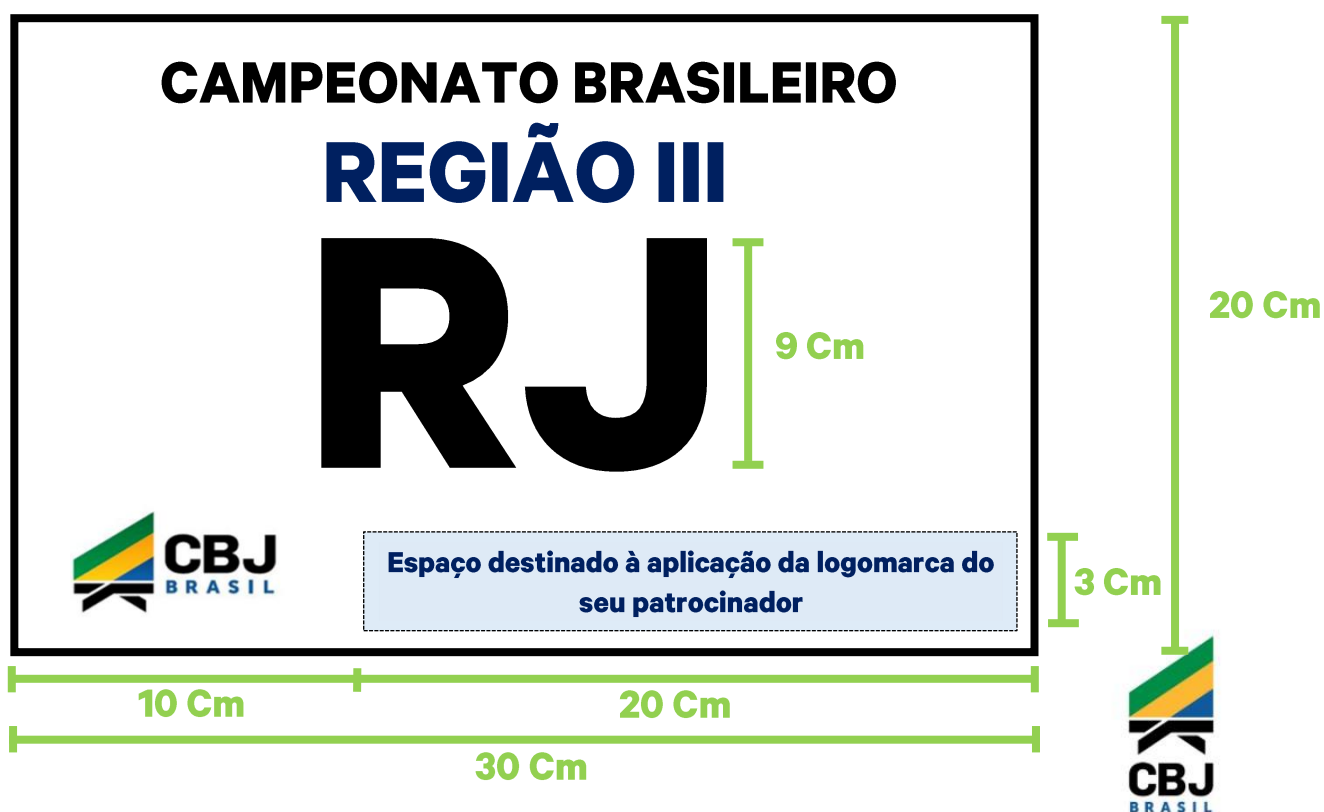 CAMPEONATO BRASILEIRO
REGIÃO III
RJ
9 Cm
20 Cm
CBJ
BRASIL
Espaço destinado à aplicação da logomarca do
seu patrocinador
3 Cm
10 Cm
20 Cm
30 Cm
CBJ
BRASIL